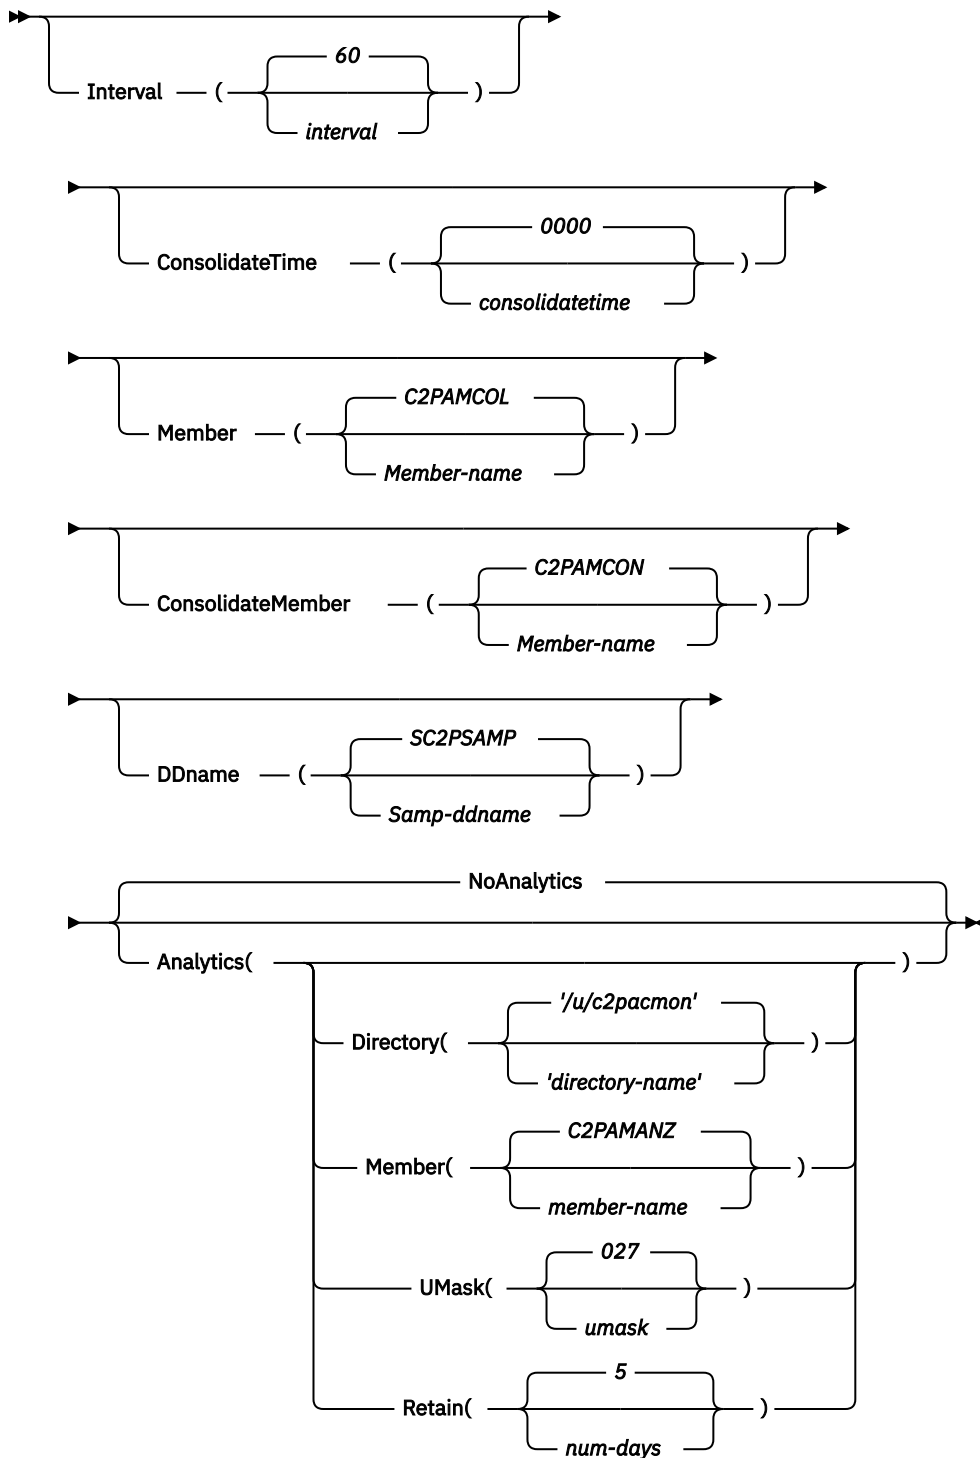 60
Interval ( )
interval
0000
ConsolidateTime ( )
consolidatetime
C2PAMCOL
Member ( )
Member-name
C2PAMCON
ConsolidateMember ( )
Member-name
SC2PSAMP
DDname ( )
Samp-ddname
NoAnalytics
Analytics( )
'/u/c2pacmon'
Directory( )
'directory-name'
C2PAMANZ
Member( )
member-name
027
UMask( )
umask
5
Retain( )
num-days